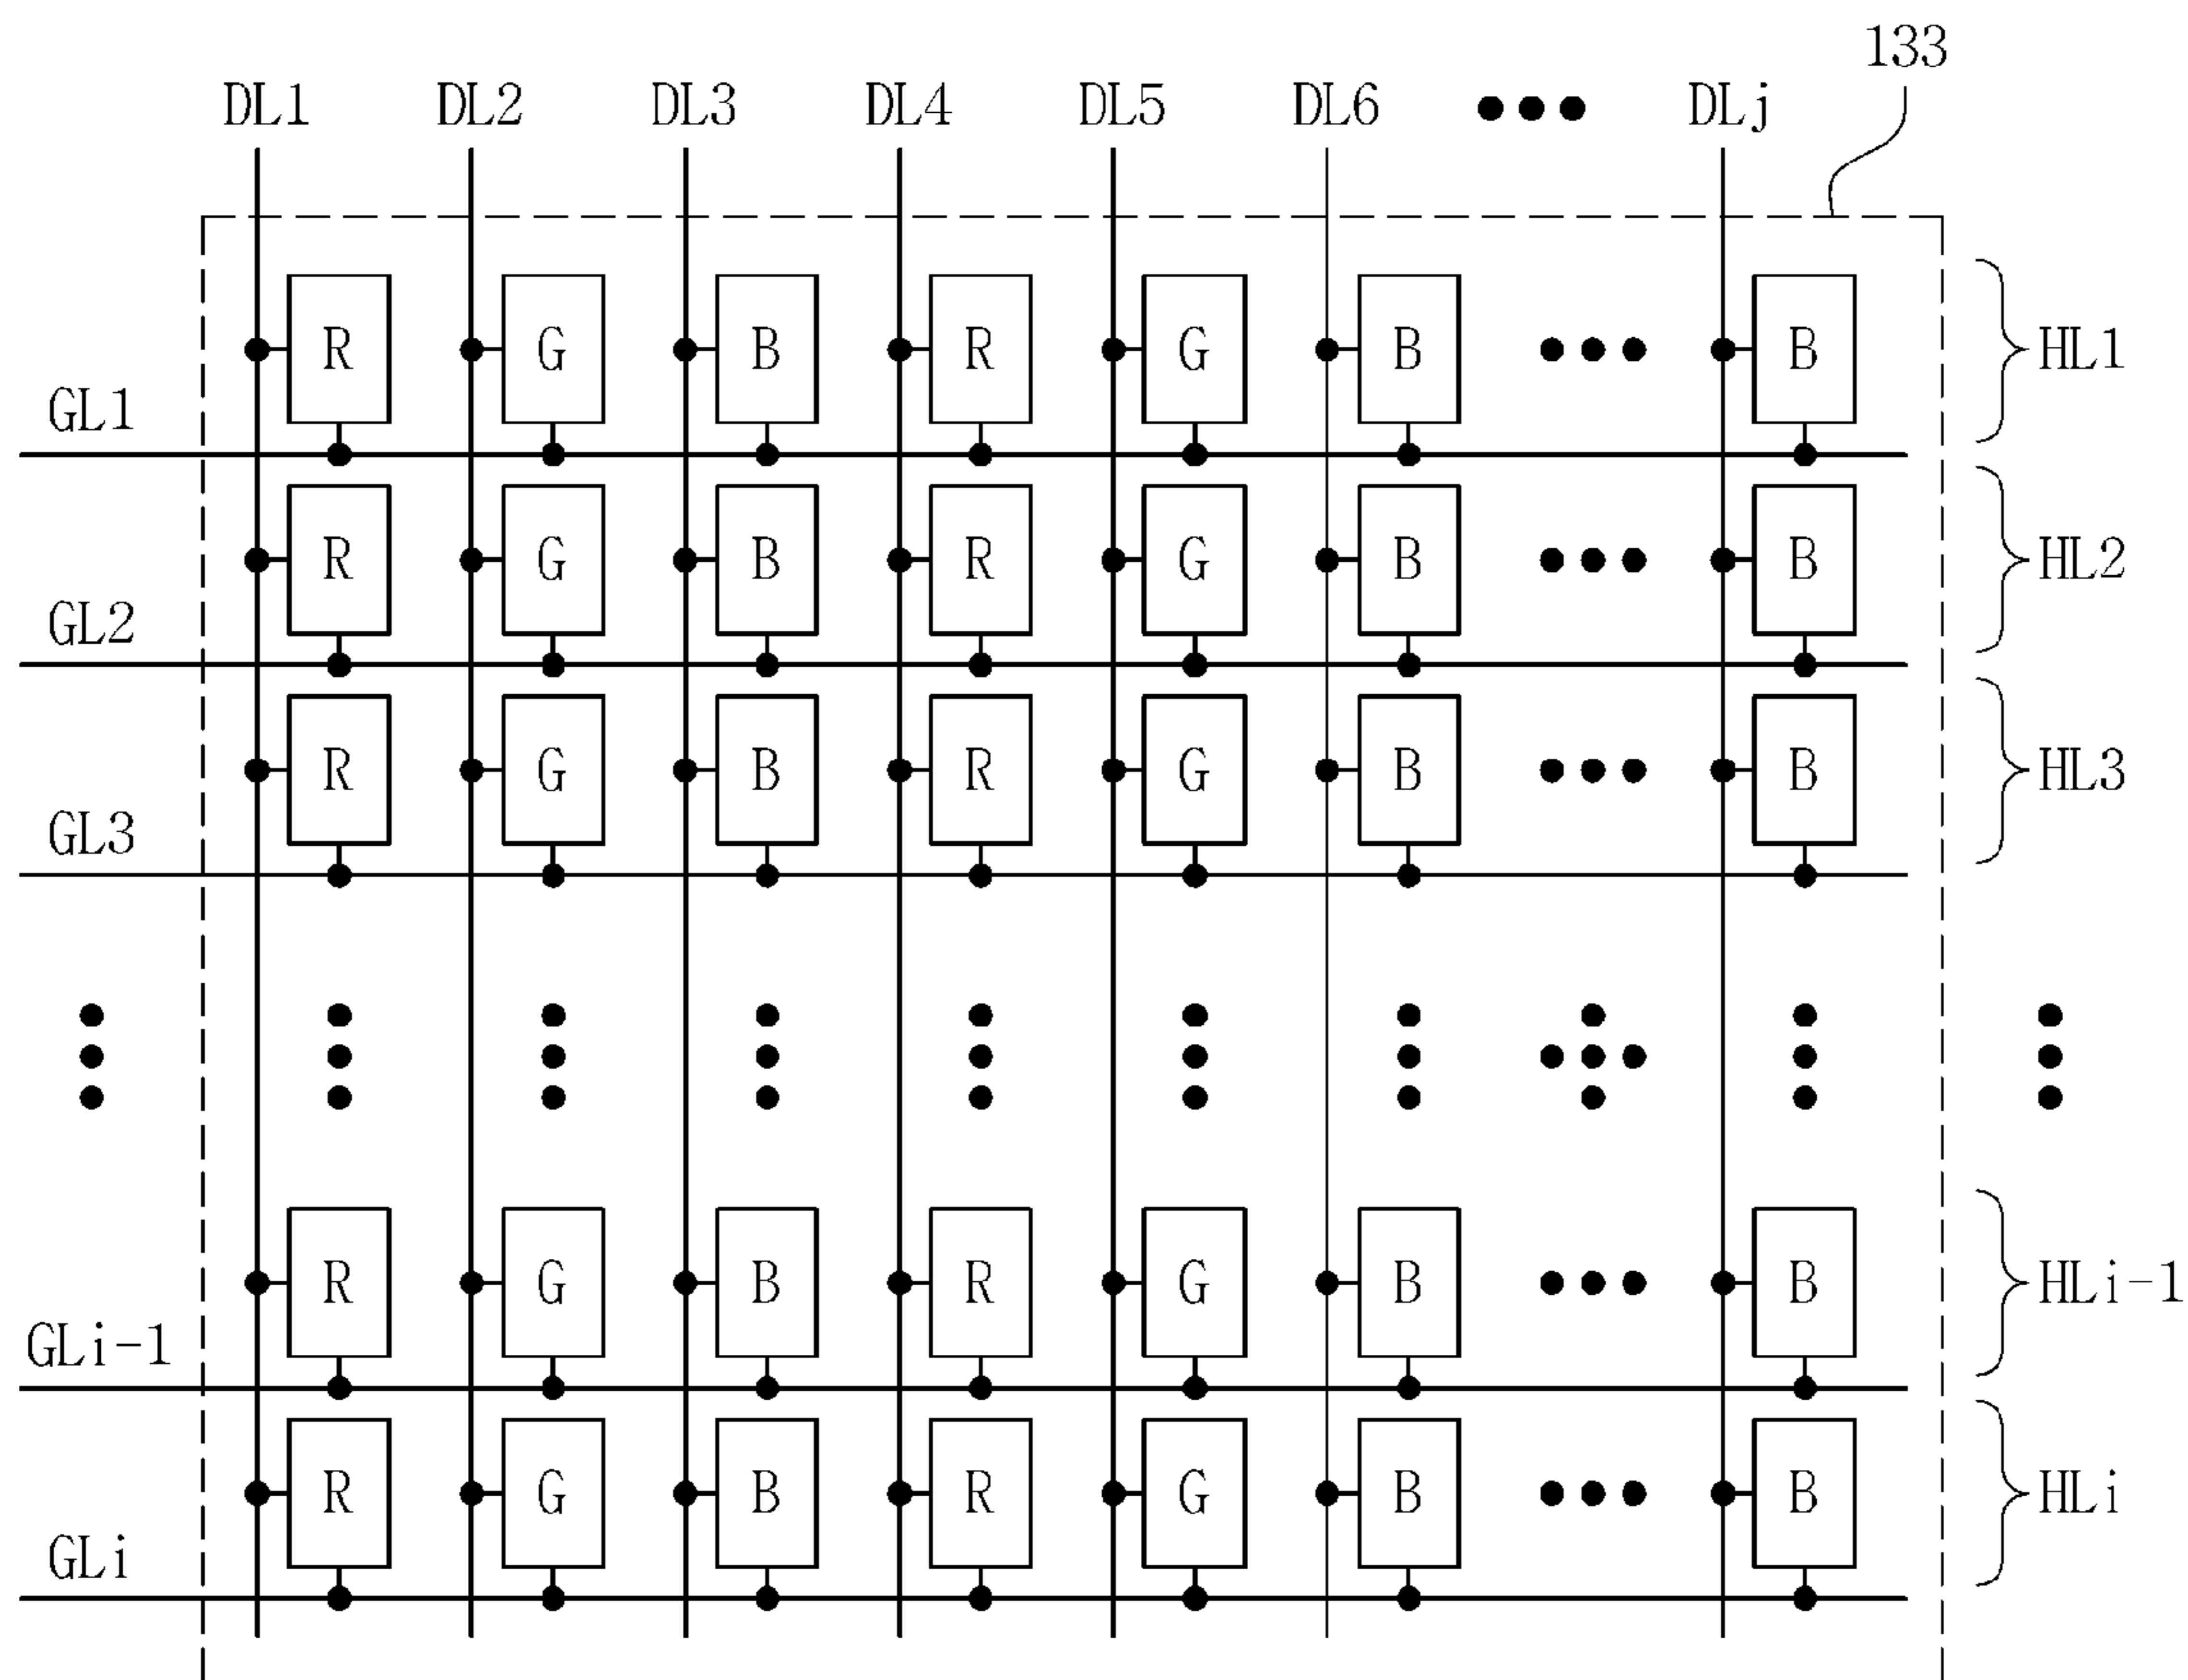 133
DL1 DL2 DL3 DL4 DL5 DL6 ••• DLj
R G B R G B ••• B HL1
GL1
R G B R G B ••• B HL2
GL2
R G B R G B ••• B HL3
GL3
R G B R G B ••• B HLi-1
GLi-1
R G B R G B ••• B HLi
GLi